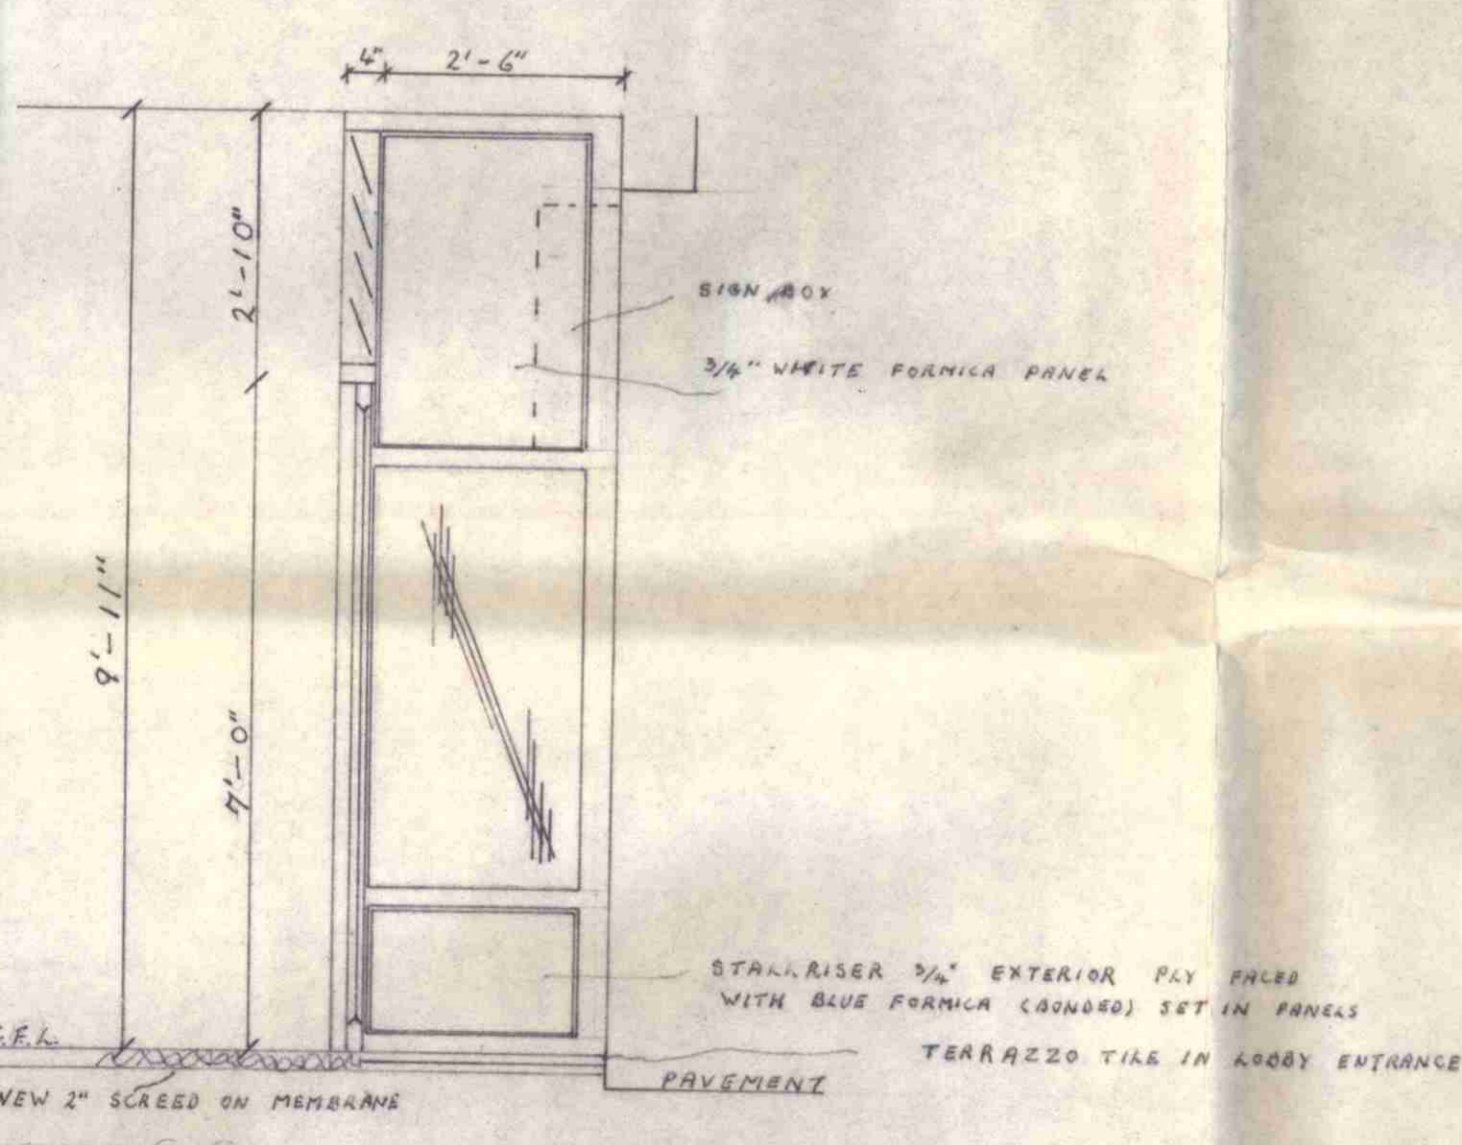 4" 2'-6"
2'-10"
SIGN BOX
3/4" WHITE FORMICA PANEL
9'-11"
7'-0"
STALLRISER 3/4" EXTERIOR PLY FACED
WITH BLUE FORMICA (BONDED) SET IN PANELS
F.F.L.
TERRAZZO TILE IN LOBBY ENTRANCE
PAVEMENT
NEW 2" SCREED ON MEMBRANE